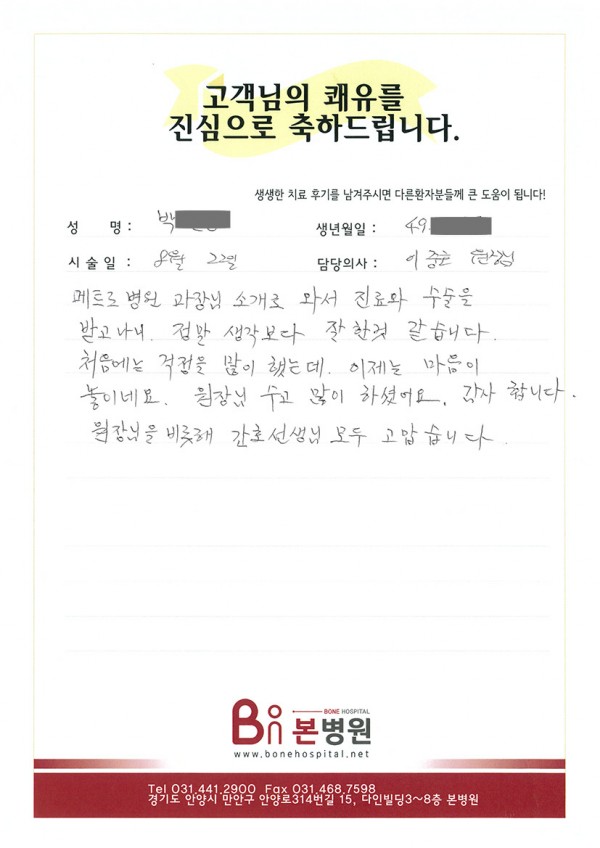 고객님의 쾌유를
진심으로 축하드립니다.
생생한 치료 후기를 남겨주시면 다른환자분들께 큰 도움이 됩니다!
성 명 : 박
생년월일 : 49.
시술일 : 8월 22일
담당의사 : 이
메트로 병원 과장님 소개로 와서 진료와 수술을
받고나니. 정말 생각보다 잘한것 같습니다.
처음에는 걱정을 많이 했는데. 이제는 마음이
놓이네요. 원장님 수고 많이 하셨어요. 감사 합니다.
원장님을 비롯해 간호선생님 모두 고맙습니다.
BONE HOSPITAL
본병원
www.bonehospital.net
Tel 031.441.2900 Fax 031.468.7598
경기도 안양시 만안구 안양로314번길 15, 다인빌딩3~8층 본병원